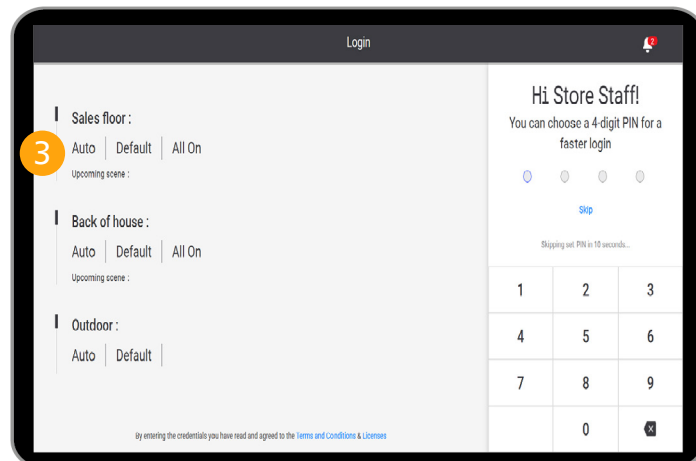 Login
2
3
Sales floor :
Auto Default All On
Upcoming scene :
Back of house :
Auto Default All On
Upcoming scene :
Outdoor :
Auto Default
By entering the credentials you have read and agreed to the Terms and Conditions & Licenses
Hi Store Staff!
You can choose a 4-digit PIN for a
faster login
Skip
Skipping set PIN in 10 seconds...
1 2 3
4 5 6
7 8 9
0